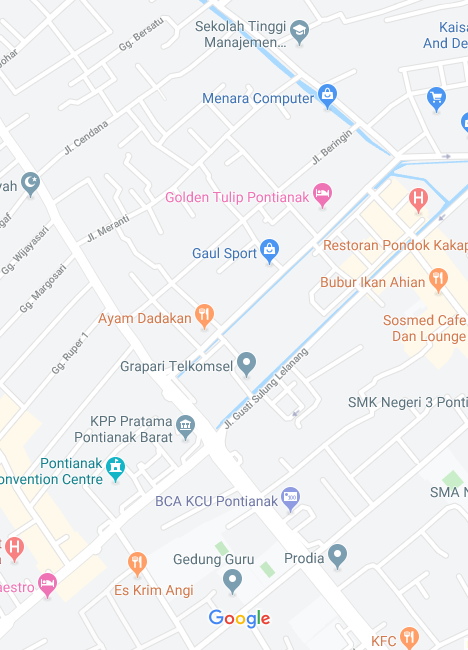 Gg. Bersatu
Sekolah Tinggi
Manajemen...
Kaisa
And De
Menara Computer
Jl. Cendana
Jl. Beringin
yah
Golden Tulip Pontianak
Jl. Meranti
Gg. Wijayasari
Gaul Sport
Restoran Pondok Kakap
H
Gg. Margosari
Bubur Ikan Ahian
Ayam Dadakan
Sosmed Cafe
Dan Lounge
Gg. Ruper 1
Grapari Telkomsel
Jl. Gusti Sulung Lelanang
SMK Negeri 3 Ponti
KPP Pratama
Pontianak Barat
Pontianak
onvention Centre
BCA KCU Pontianak
SMA N
H
Gedung Guru
Prodia
aestro
Es Krim Angi
Google
KFC